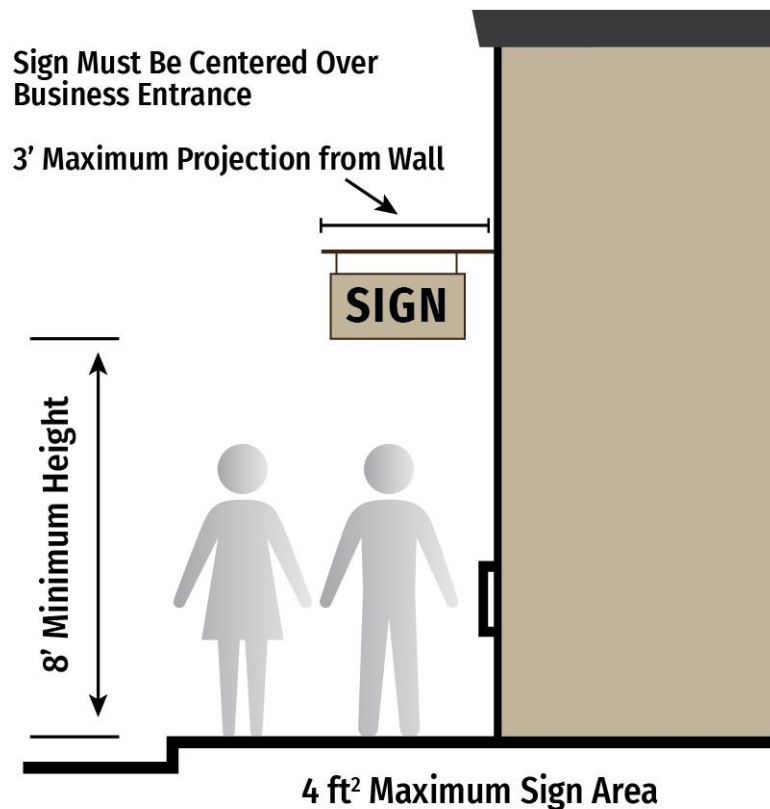 Sign Must Be Centered Over
Business Entrance
3’ Maximum Projection from Wall
SIGN
8’ Minimum Height
4 ft² Maximum Sign Area